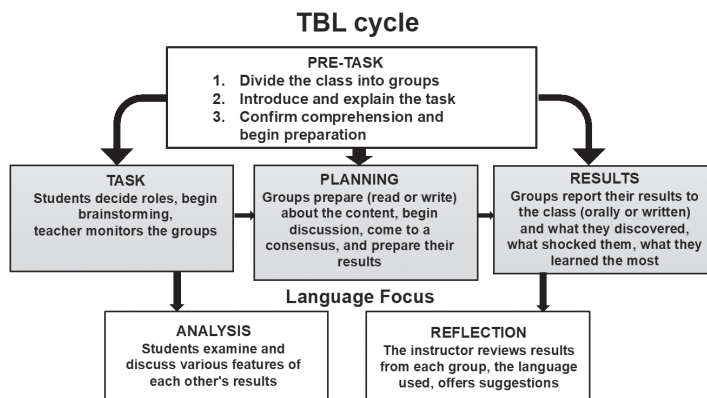 TBL cycle
PRE-TASK
1. Divide the class into groups
2. Introduce and explain the task
3. Confirm comprehension and
begin preparation
TASK
Students decide roles, begin
brainstorming,
teacher monitors the groups
PLANNING
Groups prepare (read or write)
about the content, begin
discussion, come to a
consensus, and prepare their
results
RESULTS
Groups report their results to
the class (orally or written)
and what they discovered,
what shocked them, what they
learned the most
Language Focus
ANALYSIS
Students examine and
discuss various features of
each other's results
REFLECTION
The instructor reviews results
from each group, the language
used, offers suggestions